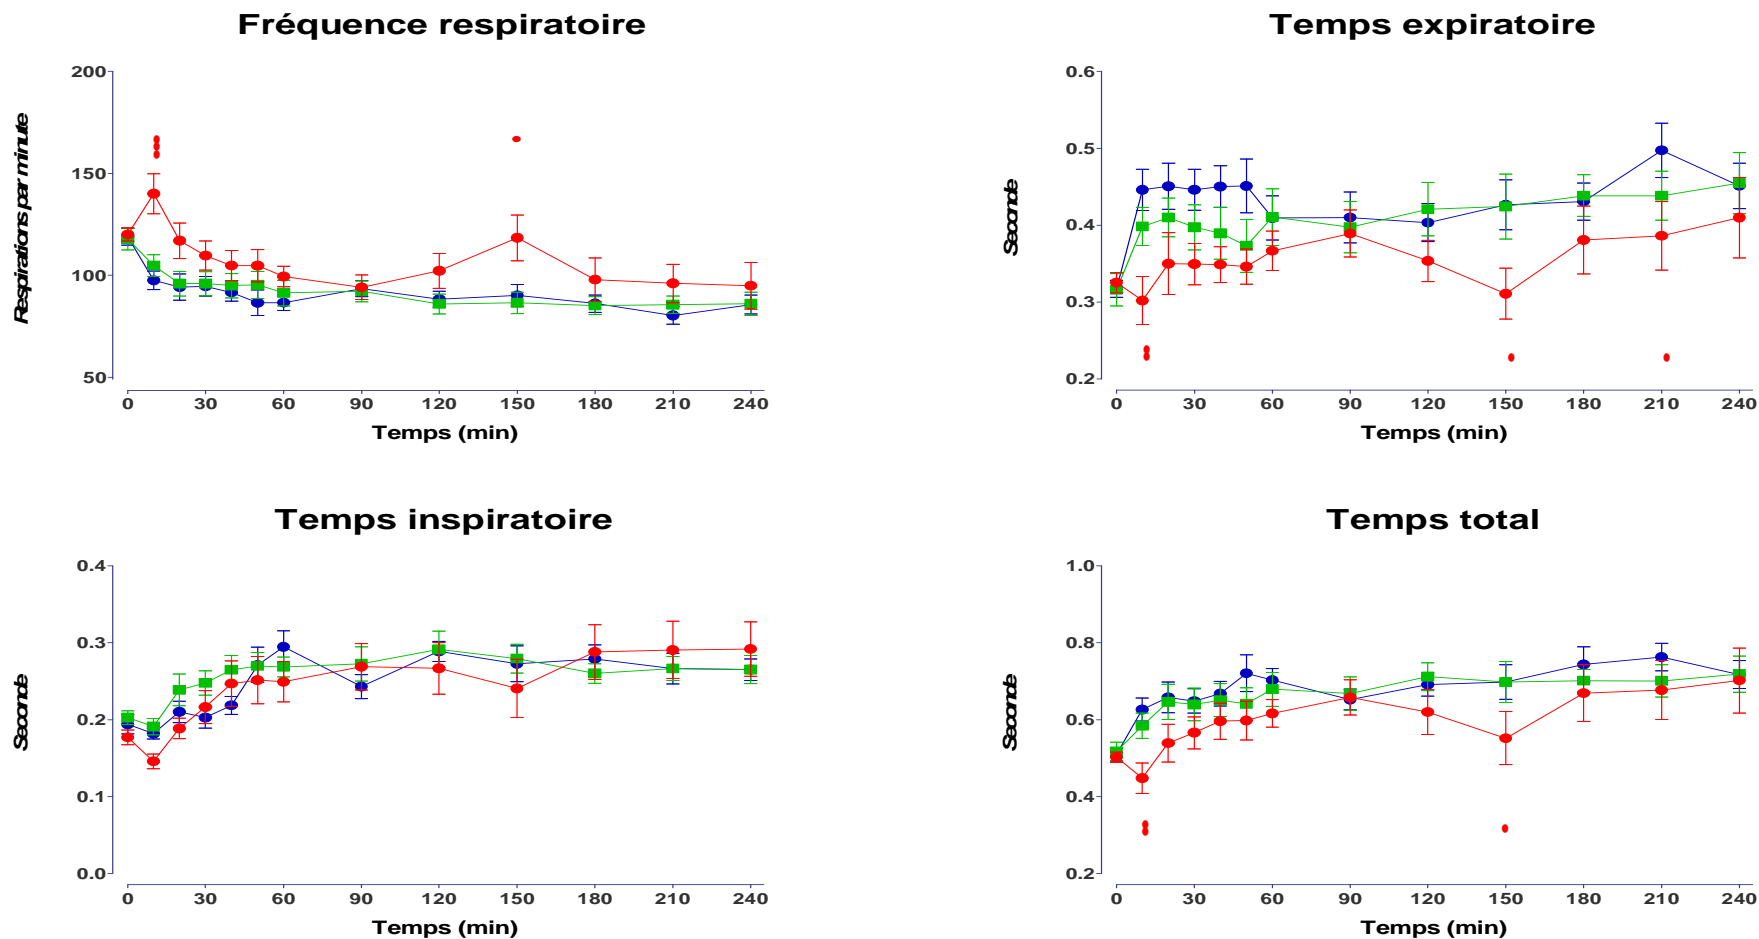 Fréquence respiratoire
Respirations par minute
200
150
100
50
0 30 60 90 120 150 180 210 240
Temps (min)
Temps expiratoire
Seconde
0.6
0.5
0.4
0.3
0.2
0 30 60 90 120 150 180 210 240
Temps (min)
Temps inspiratoire
Seconde
0.4
0.3
0.2
0.1
0.0
0 30 60 90 120 150 180 210 240
Temps (min)
Temps total
Seconde
1.0
0.8
0.6
0.4
0.2
0 30 60 90 120 150 180 210 240
Temps (min)